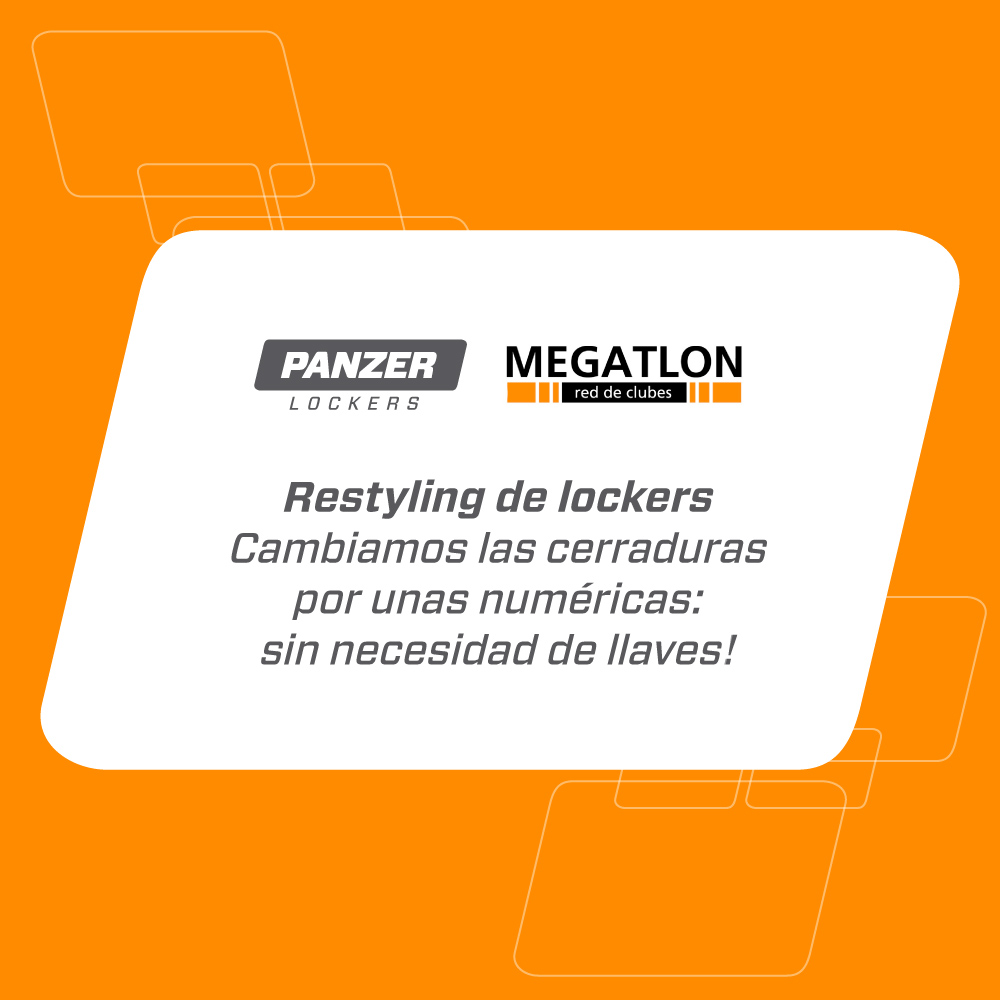 PANZER
LOCKERS
MEGATLON
red de clubes
Restyling de lockers
Cambiamos las cerraduras
por unas numéricas:
sin necesidad de llaves!